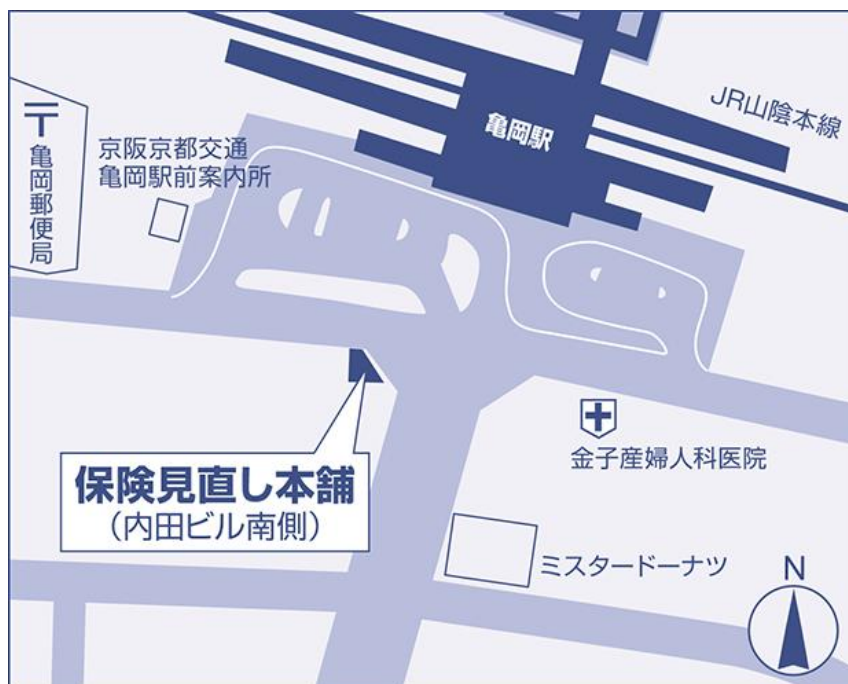 亀岡駅
JR山陰本線
〒亀岡郵便局
京阪京都交通
亀岡駅前案内所
金子産婦人科医院
保険見直し本舗
（内田ビル南側）
ミスタードーナツ
N